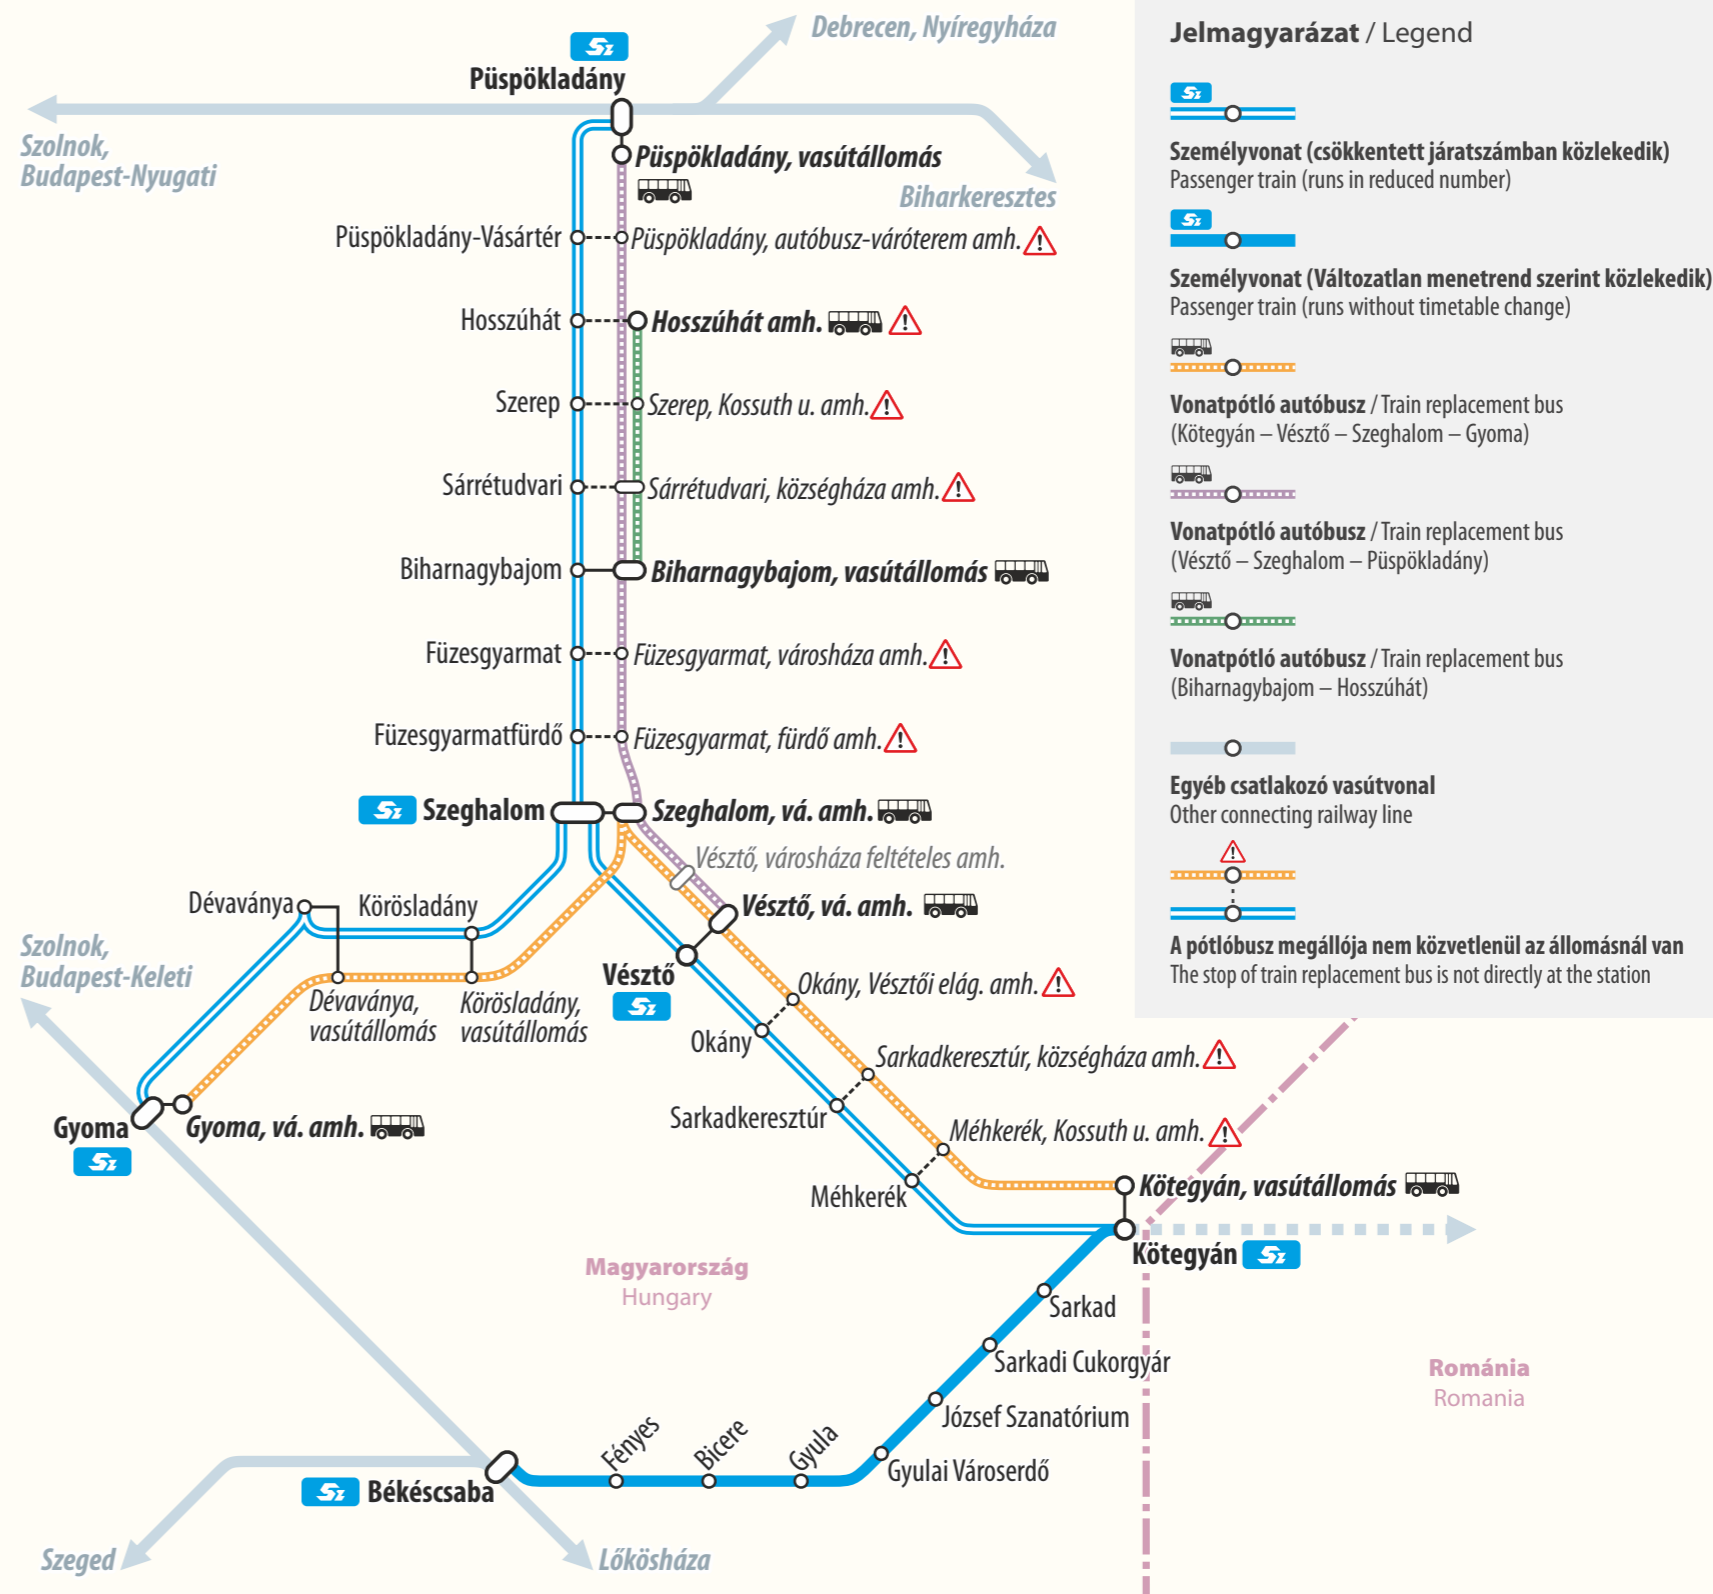 Debrecen, Nyíregyháza
Sz
Püspökladány
Szolnok,
Budapest-Nyugati
Püspökladány, vasútállomás
Biharkeresztes
Püspökladány-Vásártér
Püspökladány, autóbusz-váróterem amh.
Hosszúhát
Hosszúhát amh.
Szerep
Szerep, Kossuth u. amh.
Sárrétudvari
Sárrétudvari, községháza amh.
Biharnagybajom
Biharnagybajom, vasútállomás
Füzesgyarmat
Füzesgyarmat, városháza amh.
Füzesgyarmatfürdő
Füzesgyarmat, fürdő amh.
Sz Szeghalom
Szeghalom, vá. amh.
Vésztő, városháza feltételes amh.
Dévaványa
Körösladány
Vésztő, vá. amh.
Szolnok,
Budapest-Keleti
Vésztő
Sz
Dévaványa,
vasútállomás
Körösladány,
vasútállomás
Okány, Vésztői elág. amh.
Okány
Sarkadkeresztúr, községháza amh.
Sarkadkeresztúr
Gyoma
Sz
Gyoma, vá. amh.
Méhkerék, Kossuth u. amh.
Méhkerék
Kötegyán, vasútállomás
Kötegyán Sz
Magyarország
Hungary
Sarkad
Sarkadi Cukorgyár
Románia
Romania
József Szanatórium
Gyulai Városerdő
Fényes
Bicere
Gyula
Sz Békéscsaba
Szeged
Lőkösháza
Jelmagyarázat / Legend
Sz
Személyvonat (csökkentett járatszámban közlekedik)
Passenger train (runs in reduced number)
Sz
Személyvonat (Változatlan menetrend szerint közlekedik)
Passenger train (runs without timetable change)
Vonatpótló autóbusz / Train replacement bus
(Kötegyán – Vésztő – Szeghalom – Gyoma)
Vonatpótló autóbusz / Train replacement bus
(Vésztő – Szeghalom – Püspökladány)
Vonatpótló autóbusz / Train replacement bus
(Biharnagybajom – Hosszúhát)
Egyéb csatlakozó vasútvonal
Other connecting railway line
A pótlóbusz megállója nem közvetlenül az állomásnál van
The stop of train replacement bus is not directly at the station